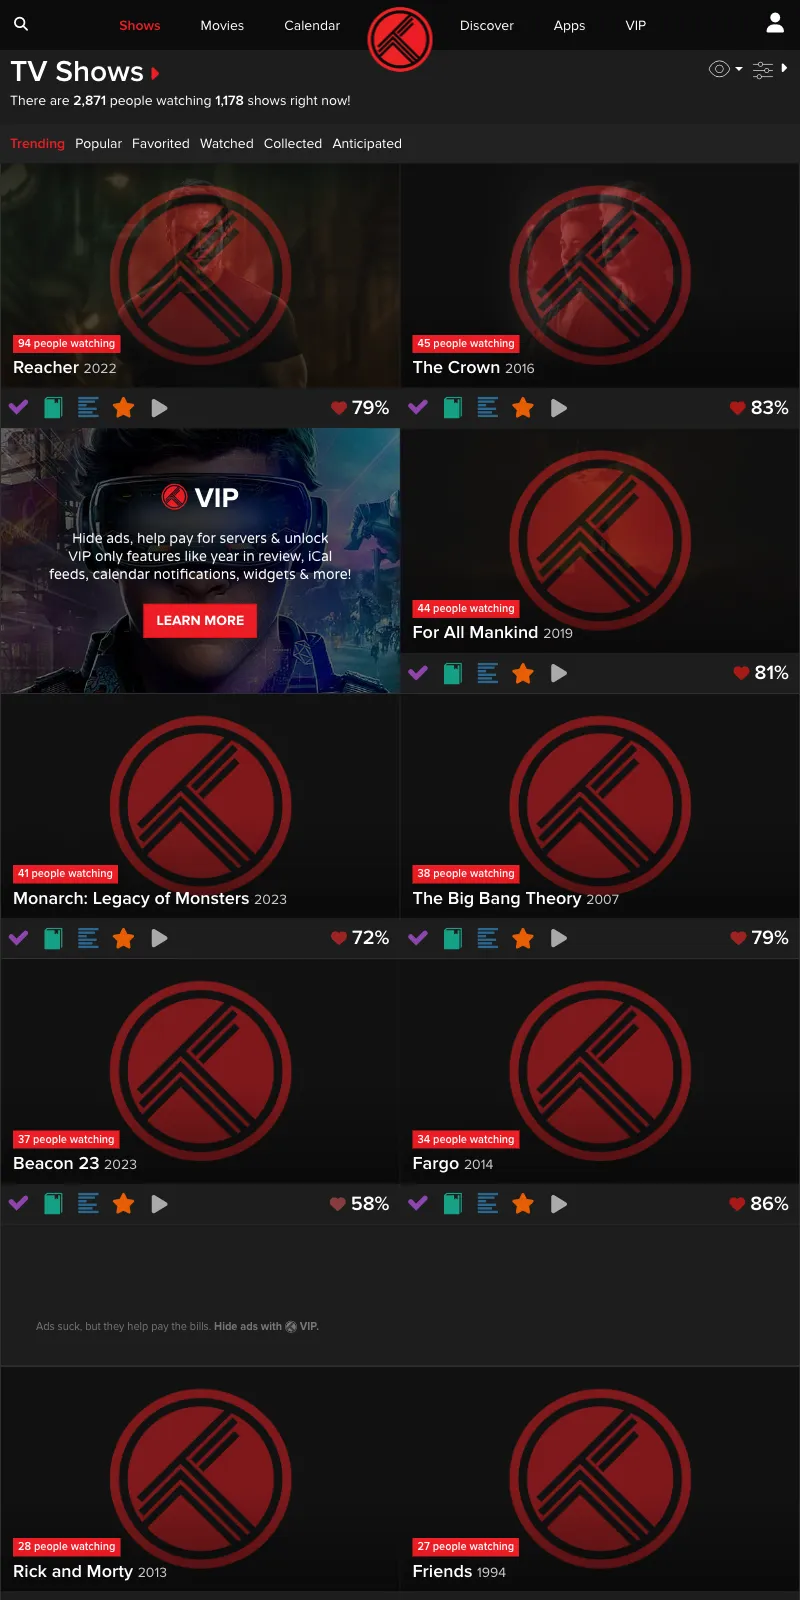 Shows Movies Calendar Discover Apps VIP
TV Shows
There are 2,871 people watching 1,178 shows right now!
Trending Popular Favorited Watched Collected Anticipated
94 people watching
Reacher 2022
79%
45 people watching
The Crown 2016
83%
VIP
Hide ads, help pay for servers & unlock
VIP only features like year in review, iCal
feeds, calendar notifications, widgets & more!
LEARN MORE
44 people watching
For All Mankind 2019
81%
41 people watching
Monarch: Legacy of Monsters 2023
72%
38 people watching
The Big Bang Theory 2007
79%
37 people watching
Beacon 23 2023
58%
34 people watching
Fargo 2014
86%
Ads suck, but they help pay the bills. Hide ads with VIP.
28 people watching
Rick and Morty 2013
27 people watching
Friends 1994